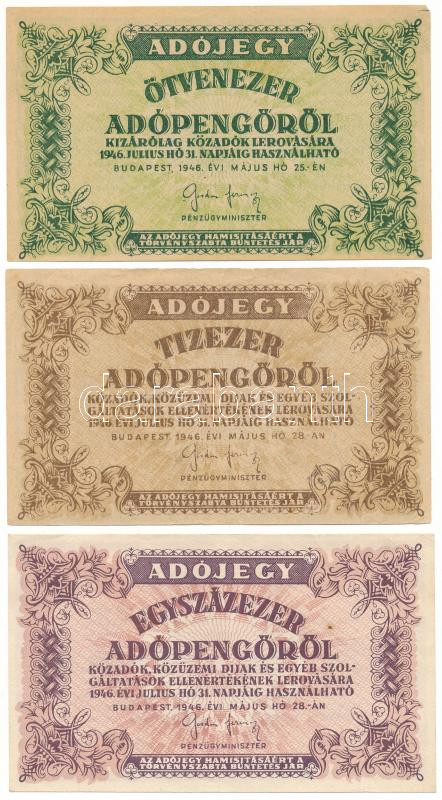 ADÓJEGY
ÖTVENEZER
ADÓPENGŐRŐL
KIZÁRÓLAG KÖZADÓK LEROVÁSÁRA
1946. JULIUS HÓ 31. NAPJÁIG HASZNÁLHATÓ
BUDAPEST, 1946. ÉVI MÁJUS HÓ 25.-ÉN
PÉNZÜGYMINISZTER
AZ ADÓJEGY HAMISITÁSÁÉRT A
TÖRVÉNYSZABTA BÜNTETÉS JÁR
ADÓJEGY
TIZEZER
ADÓPENGŐRŐL
KÖZADÓK, KÖZÜZEMI DIJAK ÉS EGYÉB SZOL-
GÁLTATÁSOK ELLENÉRTÉKÉNEK LEROVÁSÁRA
1946. ÉVI JULIUS HÓ 31. NAPJÁIG HASZNÁLHATÓ
BUDAPEST, 1946. ÉVI MÁJUS HÓ 28.-ÁN
PÉNZÜGYMINISZTER
AZ ADÓJEGY HAMISITÁSÁÉRT A
TÖRVÉNYSZABTA BÜNTETÉS JÁR
ADÓJEGY
EGYSZÁZEZER
ADÓPENGŐRŐL
KÖZADÓK, KÖZÜZEMI DIJAK ÉS EGYÉB SZOL-
GÁLTATÁSOK ELLENÉRTÉKÉNEK LEROVÁSÁRA
1946. ÉVI JULIUS HÓ 31. NAPJÁIG HASZNÁLHATÓ
BUDAPEST, 1946. ÉVI MÁJUS HÓ 28.-ÁN
PÉNZÜGYMINISZTER
AZ ADÓJEGY HAMISITÁSÁÉRT A
TÖRVÉNYSZABTA BÜNTETÉS JÁR